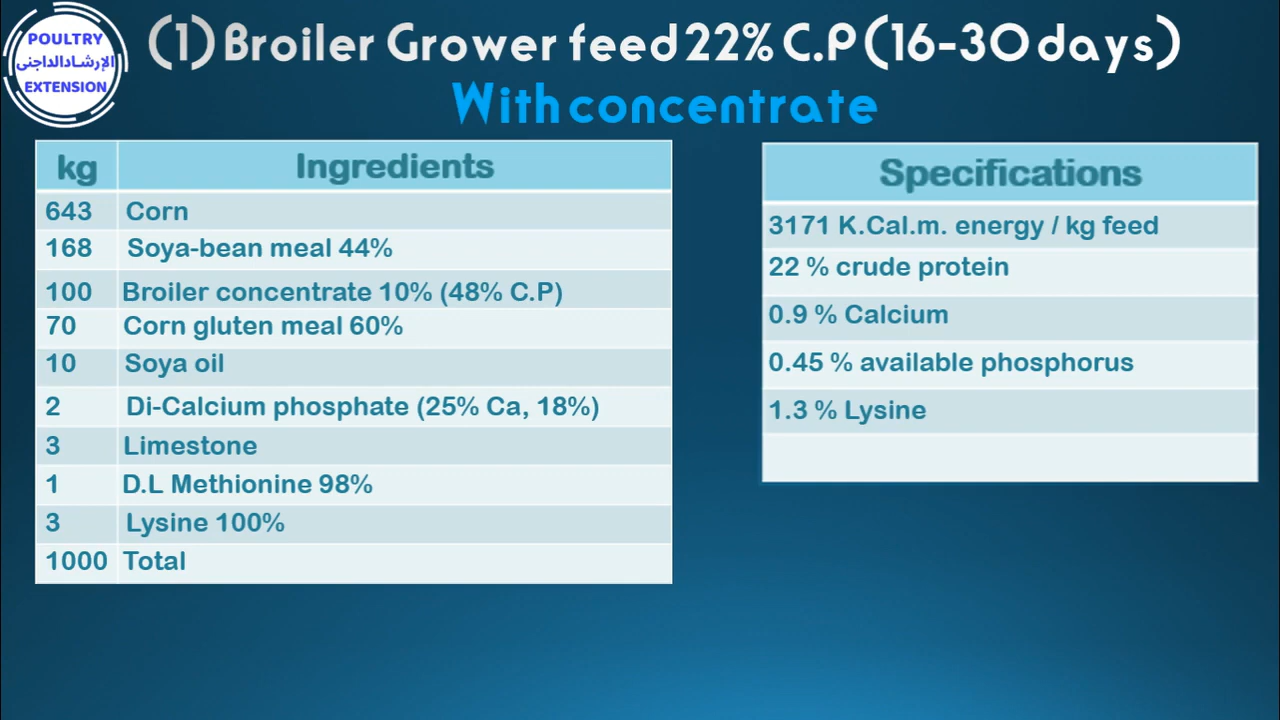 POULTRY
الإرشادالداجنى
EXTENSION
(1) Broiler Grower feed 22% C.P (16-30 days)
With concentrate
kg Ingredients
643 Corn
168 Soya-bean meal 44%
100 Broiler concentrate 10% (48% C.P)
70 Corn gluten meal 60%
10 Soya oil
2 Di-Calcium phosphate (25% Ca, 18%)
3 Limestone
1 D.L Methionine 98%
3 Lysine 100%
1000 Total
Specifications
3171 K.Cal.m. energy / kg feed
22 % crude protein
0.9 % Calcium
0.45 % available phosphorus
1.3 % Lysine